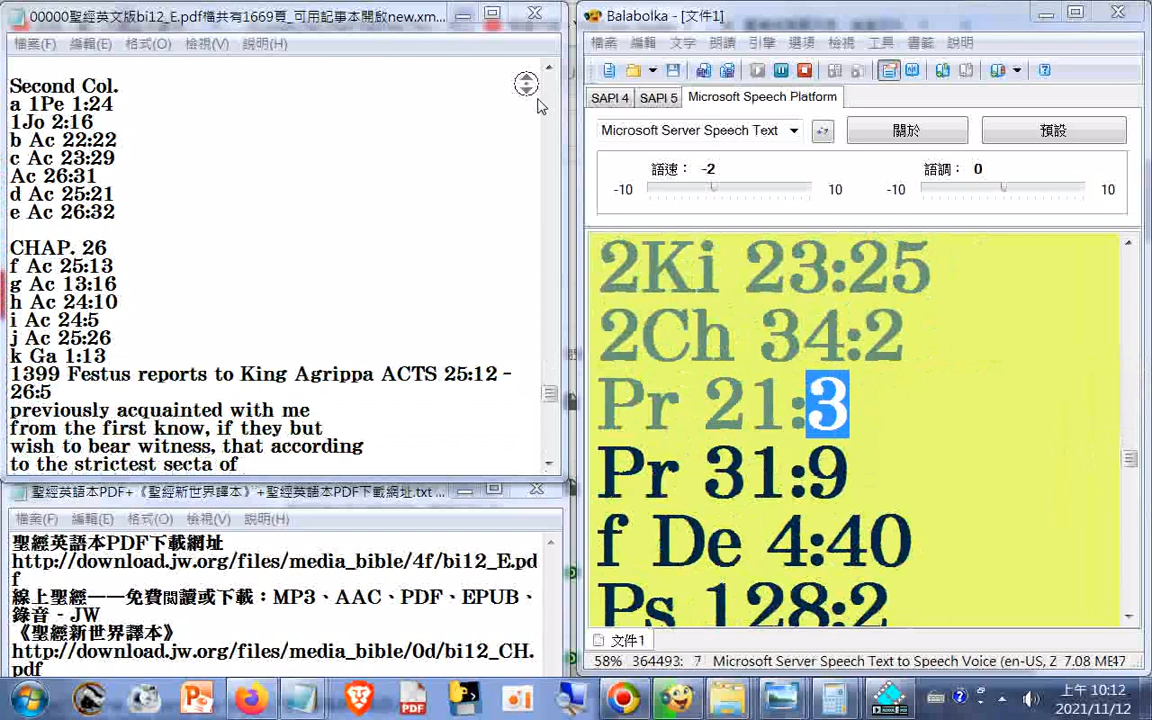 00000聖經英文版bi12_E.pdf檔共有1669頁_可用記事本開啟new.xm...
檔案(F) 編輯(E) 格式(O) 檢視(V) 說明(H)
Second Col.
a 1Pe 1:24
1Jo 2:16
b Ac 22:22
c Ac 23:29
Ac 26:31
d Ac 25:21
e Ac 26:32
CHAP. 26
f Ac 25:13
g Ac 13:16
h Ac 24:10
i Ac 24:5
j Ac 25:26
k Ga 1:13
1399 Festus reports to King Agrippa ACTS 25:12 –
26:5
previously acquainted with me
from the first know, if they but
wish to bear witness, that according
to the strictest secta of
聖經英語本PDF+《聖經新世界譯本》+聖經英語本PDF下載網址.txt ...
檔案(F) 編輯(E) 格式(O) 檢視(V) 說明(H)
聖經英語本PDF下載網址
http://download.jw.org/files/media_bible/4f/bi12_E.pd
f
線上聖經——免費閱讀或下載：MP3、AAC、PDF、EPUB、
錄音 - JW
《聖經新世界譯本》
http://download.jw.org/files/media_bible/0d/bi12_CH.
pdf
Balabolka - [文件1]
檔案 編輯 文字 朗讀 引擎 選項 檢視 工具 書籤 說明
SAPI 4 SAPI 5 Microsoft Speech Platform
Microsoft Server Speech Text 關於 預設
語速： -2 語調： 0
-10 10 -10 10
2Ki 23:25
2Ch 34:2
Pr 21:3
Pr 31:9
f De 4:40
Ps 128:2
文件1
58% 364493: 7 Microsoft Server Speech Text to Speech Voice (en-US, Z 7.08 MB
上午 10:12
2021/11/12